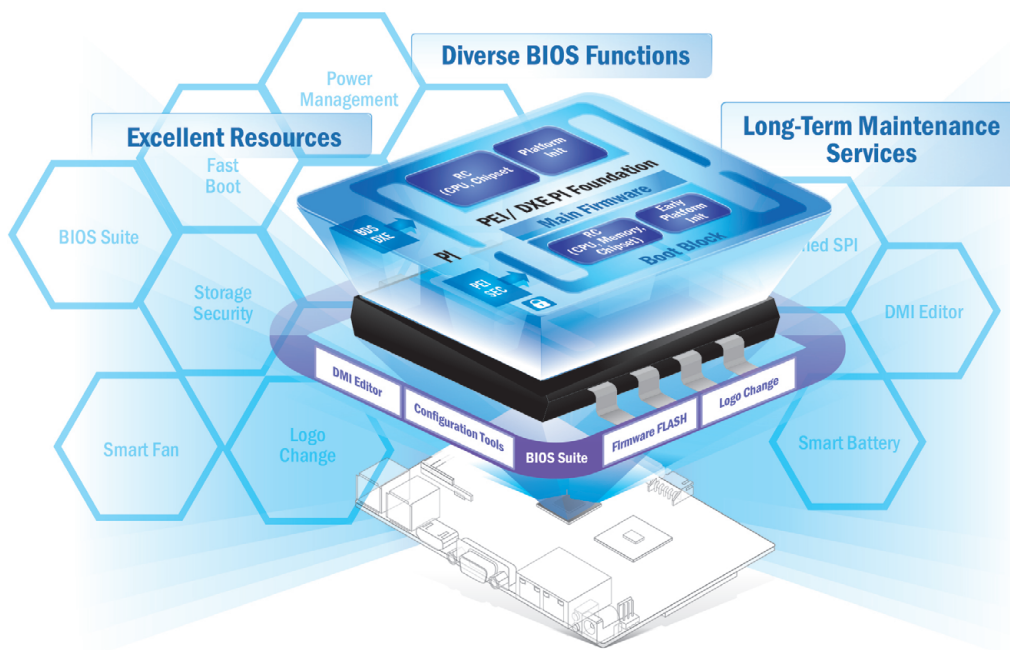 Diverse BIOS Functions
Excellent Resources
Long-Term Maintenance
Services
Power
Management
Fast
Boot
BIOS Suite
Storage
Security
Smart Fan
Logo
Change
SPI
DMI Editor
Smart Battery
RC
(CPU, Chipset
Platform
Init
PEI/ DXE PI Foundation
Main Firmware
BDS
DXE
PI
RC
(CPU, Memory,
Chipset)
Early
Platform
Init
Boot Block
PEI
SEC
DMI Editor
Configuration Tools
BIOS Suite
Firmware FLASH
Logo Change